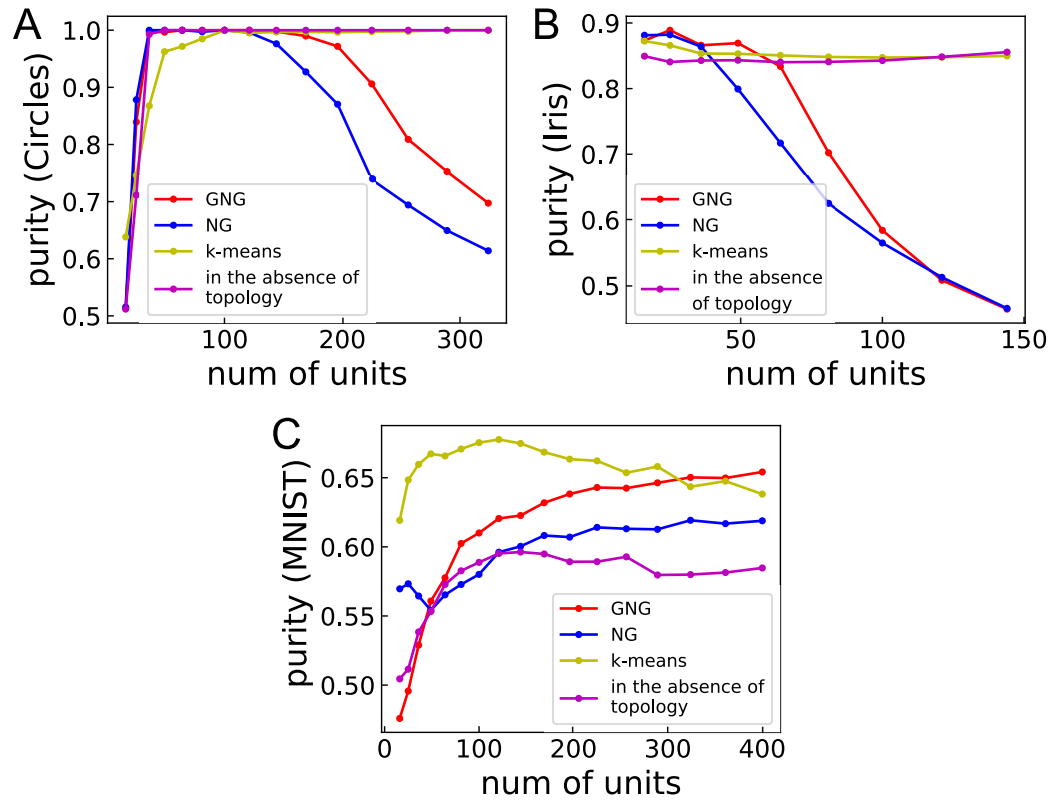 A
purity (Circles)
1.0
0.9
0.8
0.7
0.6
0.5
GNG
NG
k-means
in the absence of
topology
100
200
300
num of units
B
purity (Iris)
0.9
0.8
0.7
0.6
0.5
GNG
NG
k-means
in the absence
of topology
50
100
150
num of units
C
purity (MNIST)
0.65
0.60
0.55
0.50
GNG
NG
k-means
in the absence of
topology
0
100
200
300
400
num of units